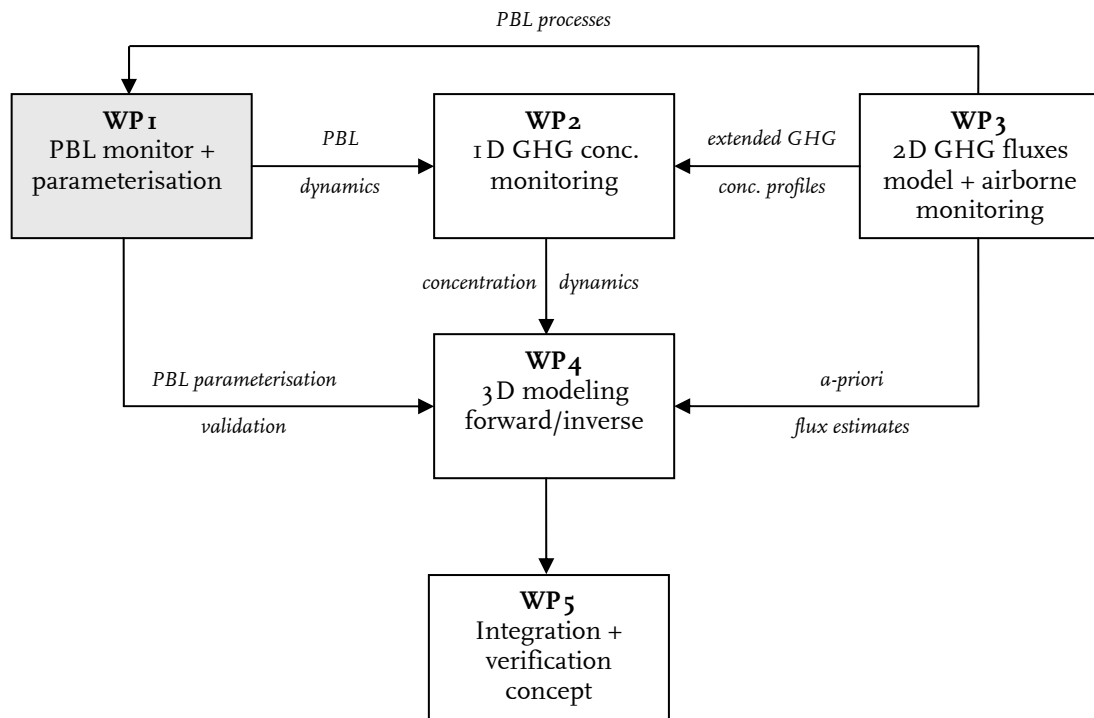 PBL processes
WP1
PBL monitor +
parameterisation
PBL
dynamics
WP2
1D GHG conc.
monitoring
extended GHG
conc. profiles
WP3
2D GHG fluxes
model + airborne
monitoring
concentration
dynamics
PBL parameterisation
validation
WP4
3D modeling
forward/inverse
a-priori
flux estimates
WP5
Integration +
verification
concept